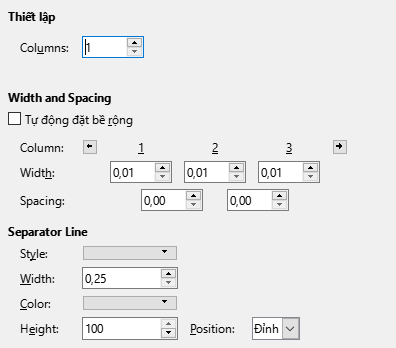 Thiết lập
Columns: 1
Width and Spacing
Tự động đặt bề rộng
Column: 1 2 3
Width: 0,01 0,01 0,01
Spacing: 0,00 0,00
Separator Line
Style:
Width: 0,25
Color:
Height: 100 Position: Đỉnh